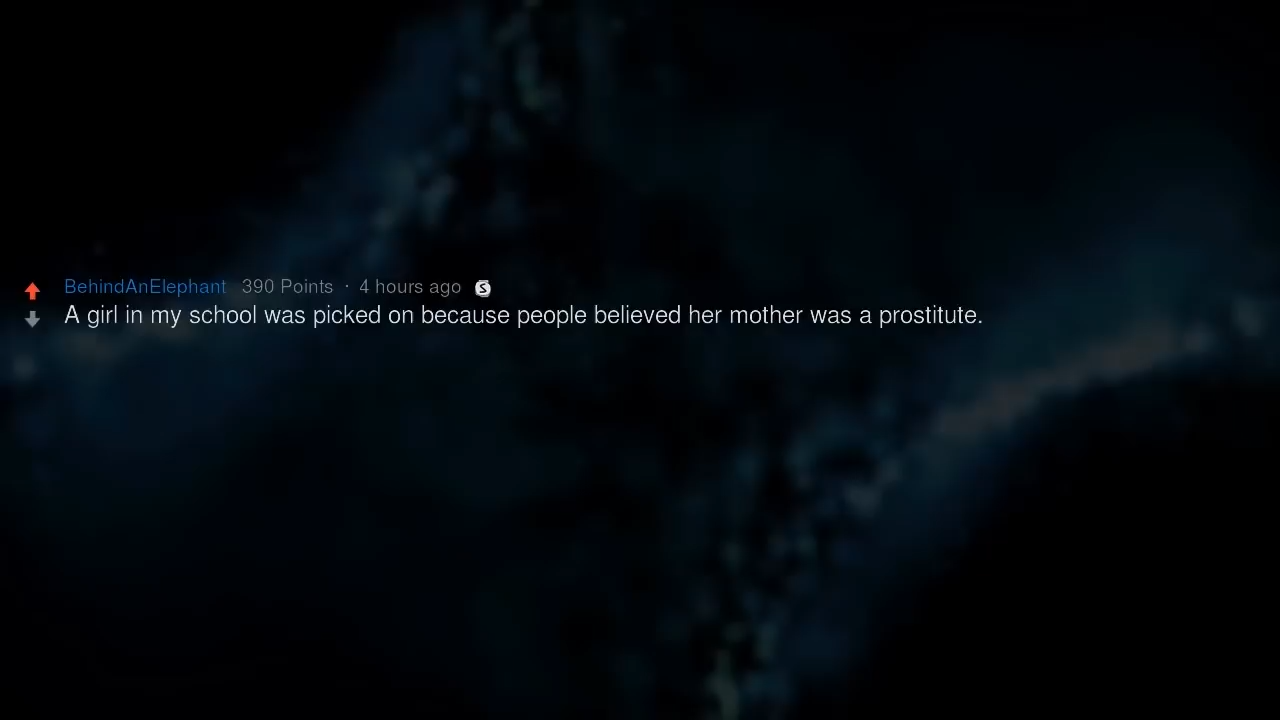 BehindAnElephant 390 Points · 4 hours ago S
A girl in my school was picked on because people believed her mother was a prostitute.